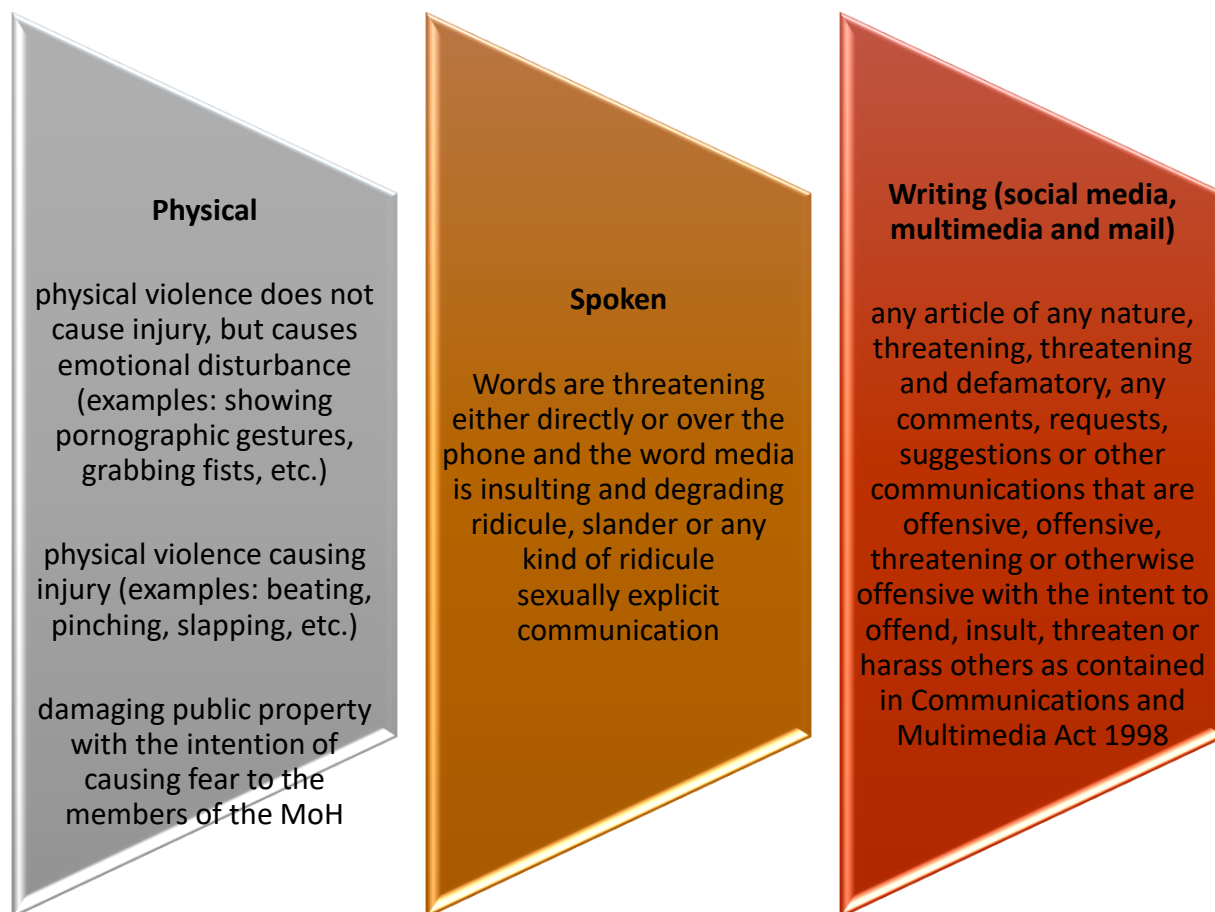 Physical
physical violence does not
cause injury, but causes
emotional disturbance
(examples: showing
pornographic gestures,
grabbing fists, etc.)
physical violence causing
injury (examples: beating,
pinching, slapping, etc.)
damaging public property
with the intention of
causing fear to the
members of the MoH
Spoken
Words are threatening
either directly or over the
phone and the word media
is insulting and degrading
ridicule, slander or any
kind of ridicule
sexually explicit
communication
Writing (social media,
multimedia and mail)
any article of any nature,
threatening, threatening
and defamatory, any
comments, requests,
suggestions or other
communications that are
offensive, offensive,
threatening or otherwise
offensive with the intent to
offend, insult, threaten or
harass others as contained
in Communications and
Multimedia Act 1998